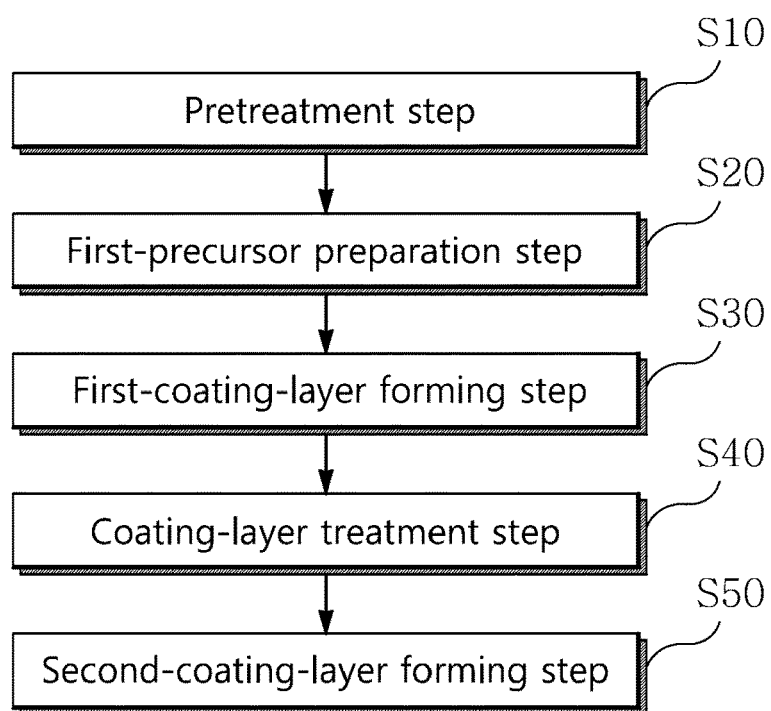 S10
Pretreatment step
S20
First-precursor preparation step
S30
First-coating-layer forming step
S40
Coating-layer treatment step
S50
Second-coating-layer forming step